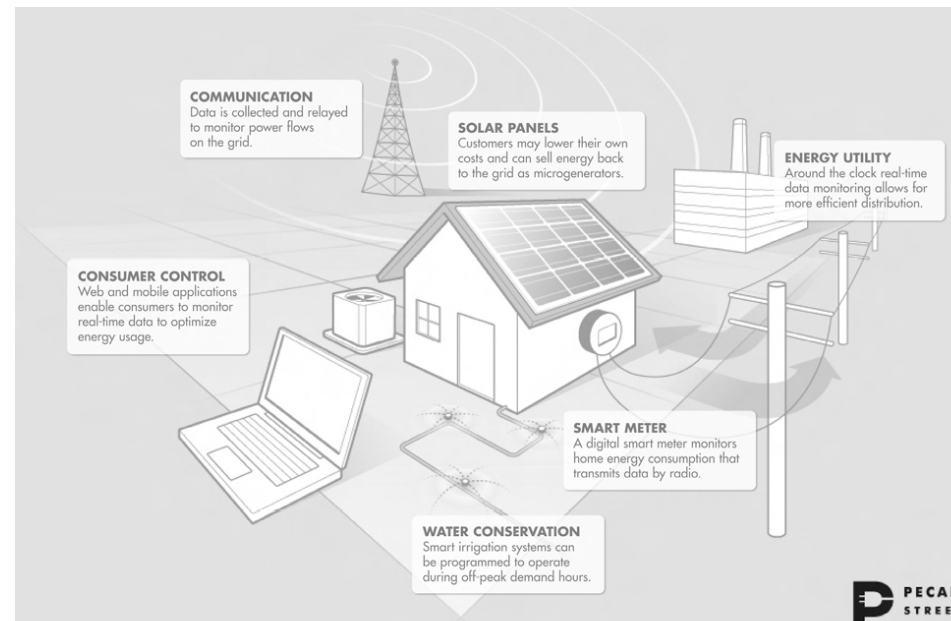 COMMUNICATION
Data is collected and relayed
to monitor power flows
on the grid.
SOLAR PANELS
Customers may lower their own
costs and can sell energy back
to the grid as microgenerators.
ENERGY UTILITY
Around the clock real-time
data monitoring allows for
more efficient distribution.
CONSUMER CONTROL
Web and mobile applications
enable consumers to monitor
real-time data to optimize
energy usage.
SMART METER
A digital smart meter monitors
home energy consumption that
transmits data by radio.
WATER CONSERVATION
Smart irrigation systems can
be programmed to operate
during off-peak demand hours.
PECA
STREE